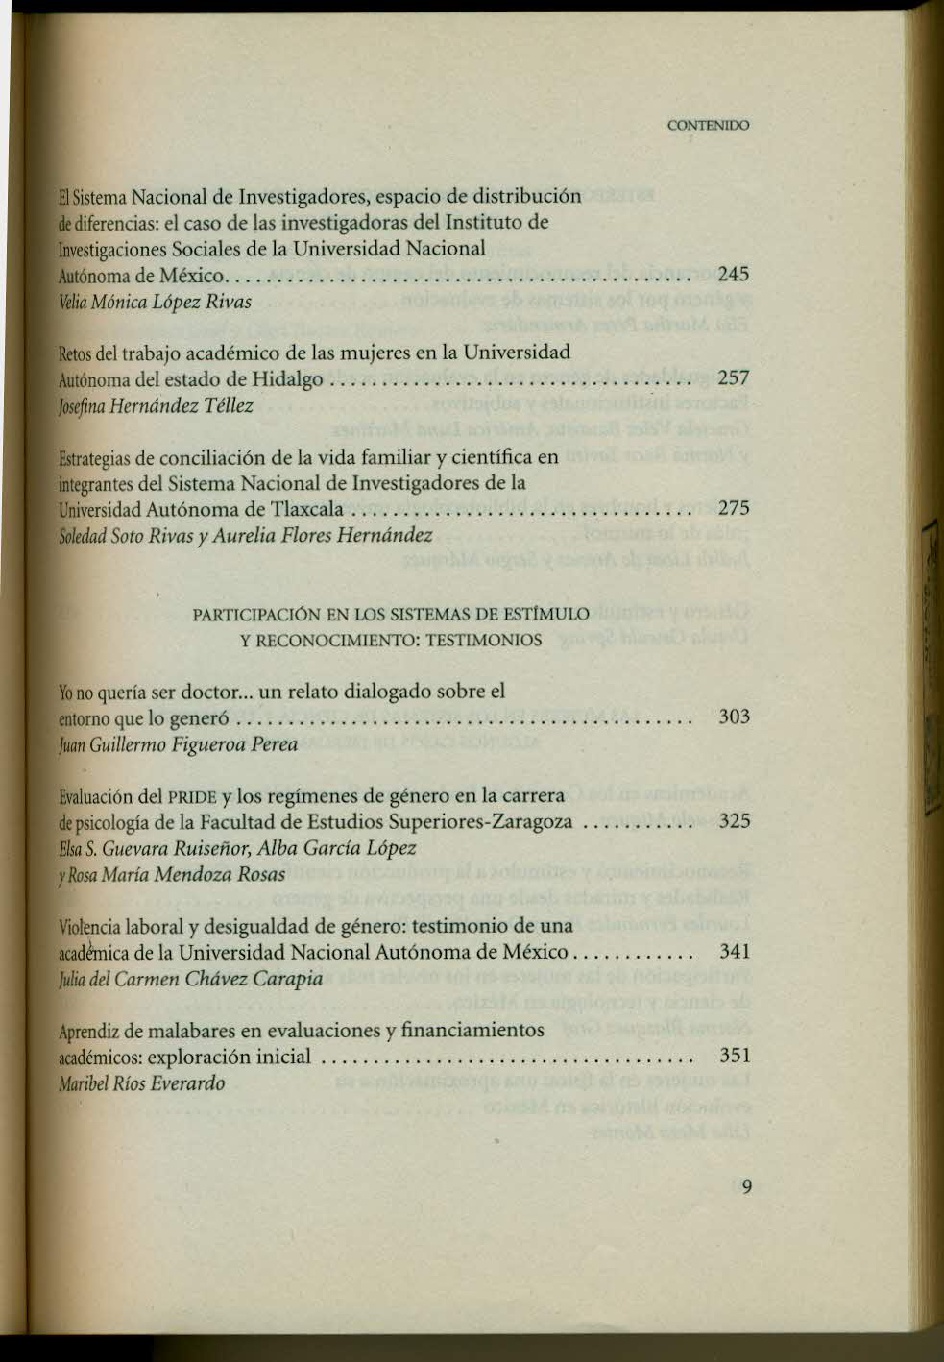 CONTENIDO
El Sistema Nacional de Investigadores, espacio de distribución
de diferencias: el caso de las investigadoras del Instituto de
Investigaciones Sociales de la Universidad Nacional
Autónoma de México. . . . . . . . . . . . . . . . . . . . . . . . . . . . . . . . . . . . . . . . . . . . . 245
Velia Mónica López Rivas
Retos del trabajo académico de las mujeres en la Universidad
Autónoma del estado de Hidalgo . . . . . . . . . . . . . . . . . . . . . . . . . . . . . . . . . . . 257
Josefina Hernández Téllez
Estrategias de conciliación de la vida familiar y científica en
integrantes del Sistema Nacional de Investigadores de la
Universidad Autónoma de Tlaxcala . . . . . . . . . . . . . . . . . . . . . . . . . . . . . . . . . 275
Soledad Soto Rivas y Aurelia Flores Hernández
PARTICIPACIÓN EN LOS SISTEMAS DE ESTÍMULO
Y RECONOCIMIENTO: TESTIMONIOS
Yo no quería ser doctor... un relato dialogado sobre el
entorno que lo generó . . . . . . . . . . . . . . . . . . . . . . . . . . . . . . . . . . . . . . . . . . . . 303
Juan Guillermo Figueroa Perea
Evaluación del PRIDE y los regímenes de género en la carrera
de psicología de la Facultad de Estudios Superiores-Zaragoza . . . . . . . . . . . 325
Elsa S. Guevara Ruiseñor, Alba García López
y Rosa María Mendoza Rosas
Violencia laboral y desigualdad de género: testimonio de una
académica de la Universidad Nacional Autónoma de México. . . . . . . . . . . . 341
Julia del Carmen Chávez Carapia
Aprendiz de malabares en evaluaciones y financiamientos
académicos: exploración inicial . . . . . . . . . . . . . . . . . . . . . . . . . . . . . . . . . . . . 351
Maribel Ríos Everardo
9